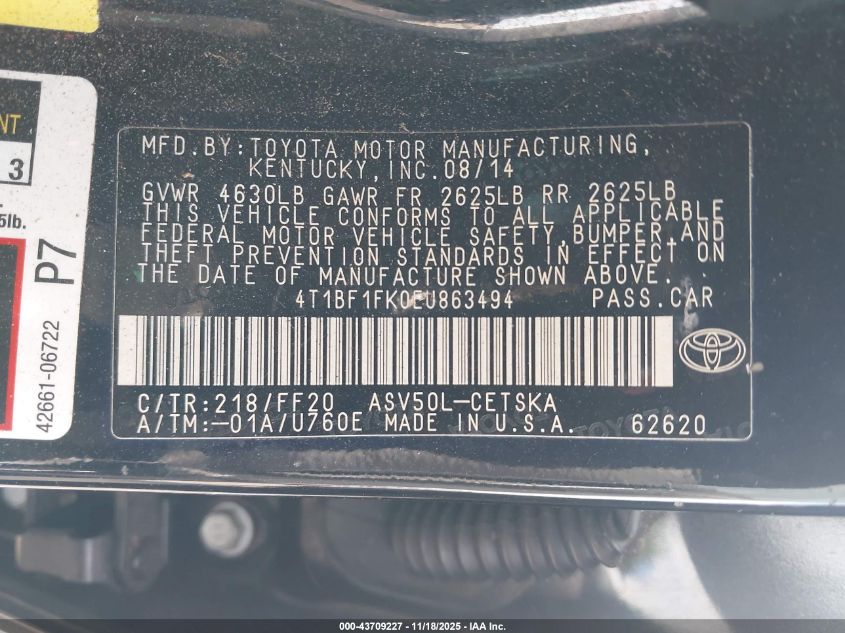 NT
3
5lb.
P7
42661-06722
MFD.BY:TOYOTA MOTOR MANUFACTURING,
KENTUCKY,INC.08/14
GVWR 4630LB GAWR FR 2625LB RR 2625LB
THIS VEHICLE CONFORMS TO ALL APPLICABLE
FEDERAL MOTOR VEHICLE SAFETY,BUMPER,AND
THEFT PREVENTION STANDARDS IN EFFECT ON
THE DATE OF MANUFACTURE SHOWN ABOVE.
4T1BF1FK0EU863494 PASS.CAR
C/TR:218/FF20 ASV50L-CETSKA
A/TM:-01A/U760E MADE IN U.S.A. 62620
000-43709227 - 11/18/2025 - IAA Inc.